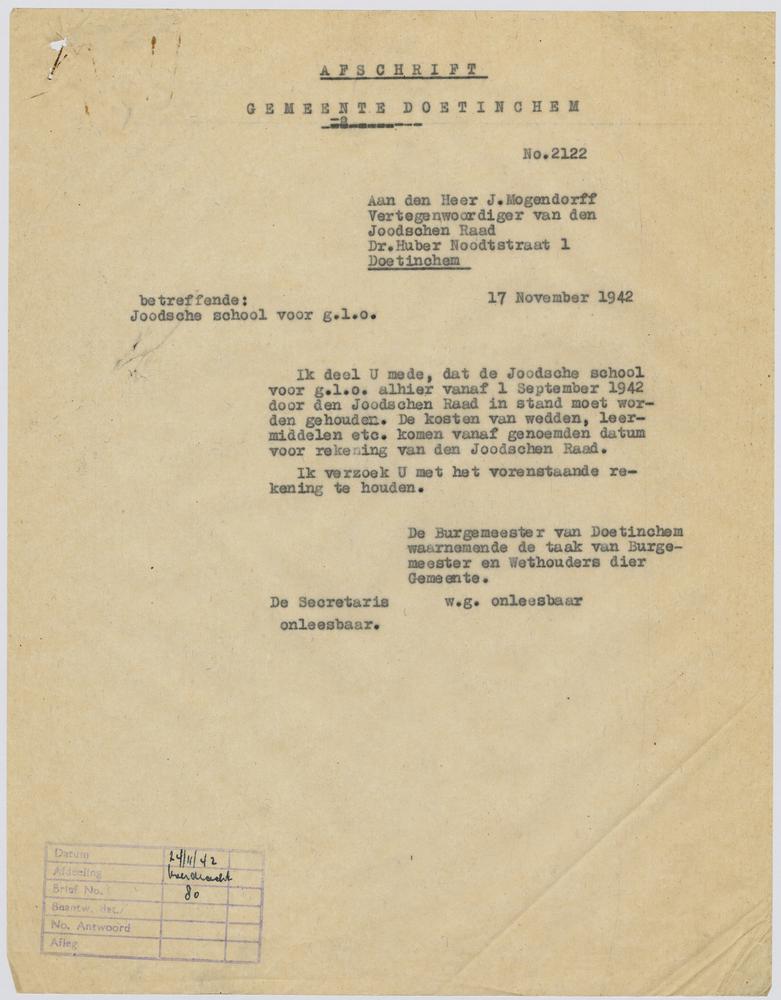 AFSCHRIFT
GEMEENTE DOETINCHEM
No.2122
Aan den Heer J.Mogendorff
Vertegenwoordiger van den
Joodschen Raad
Dr.Huber Noodtstraat 1
Doetinchem
betreffende:
Joodsche school voor g.l.o.
17 November 1942
Ik deel U mede, dat de Joodsche school
voor g.l.o. alhier vanaf 1 September 1942
door den Joodschen Raad in stand moet wor-
den gehouden. De kosten van wedden, leer-
middelen etc. komen vanaf genoemden datum
voor rekening van den Joodschen Raad.
Ik verzoek U met het vorenstaande re-
kening te houden.
De Burgemeester van Doetinchem
waarnemende de taak van Burge-
meester en Wethouders dier
Gemeente.
De Secretaris
w.g. onleesbaar
onleesbaar.
Datum 24/11/42
Afdeeling
Brief No. 80
Beantw. dat.
No. Antwoord
Afleg